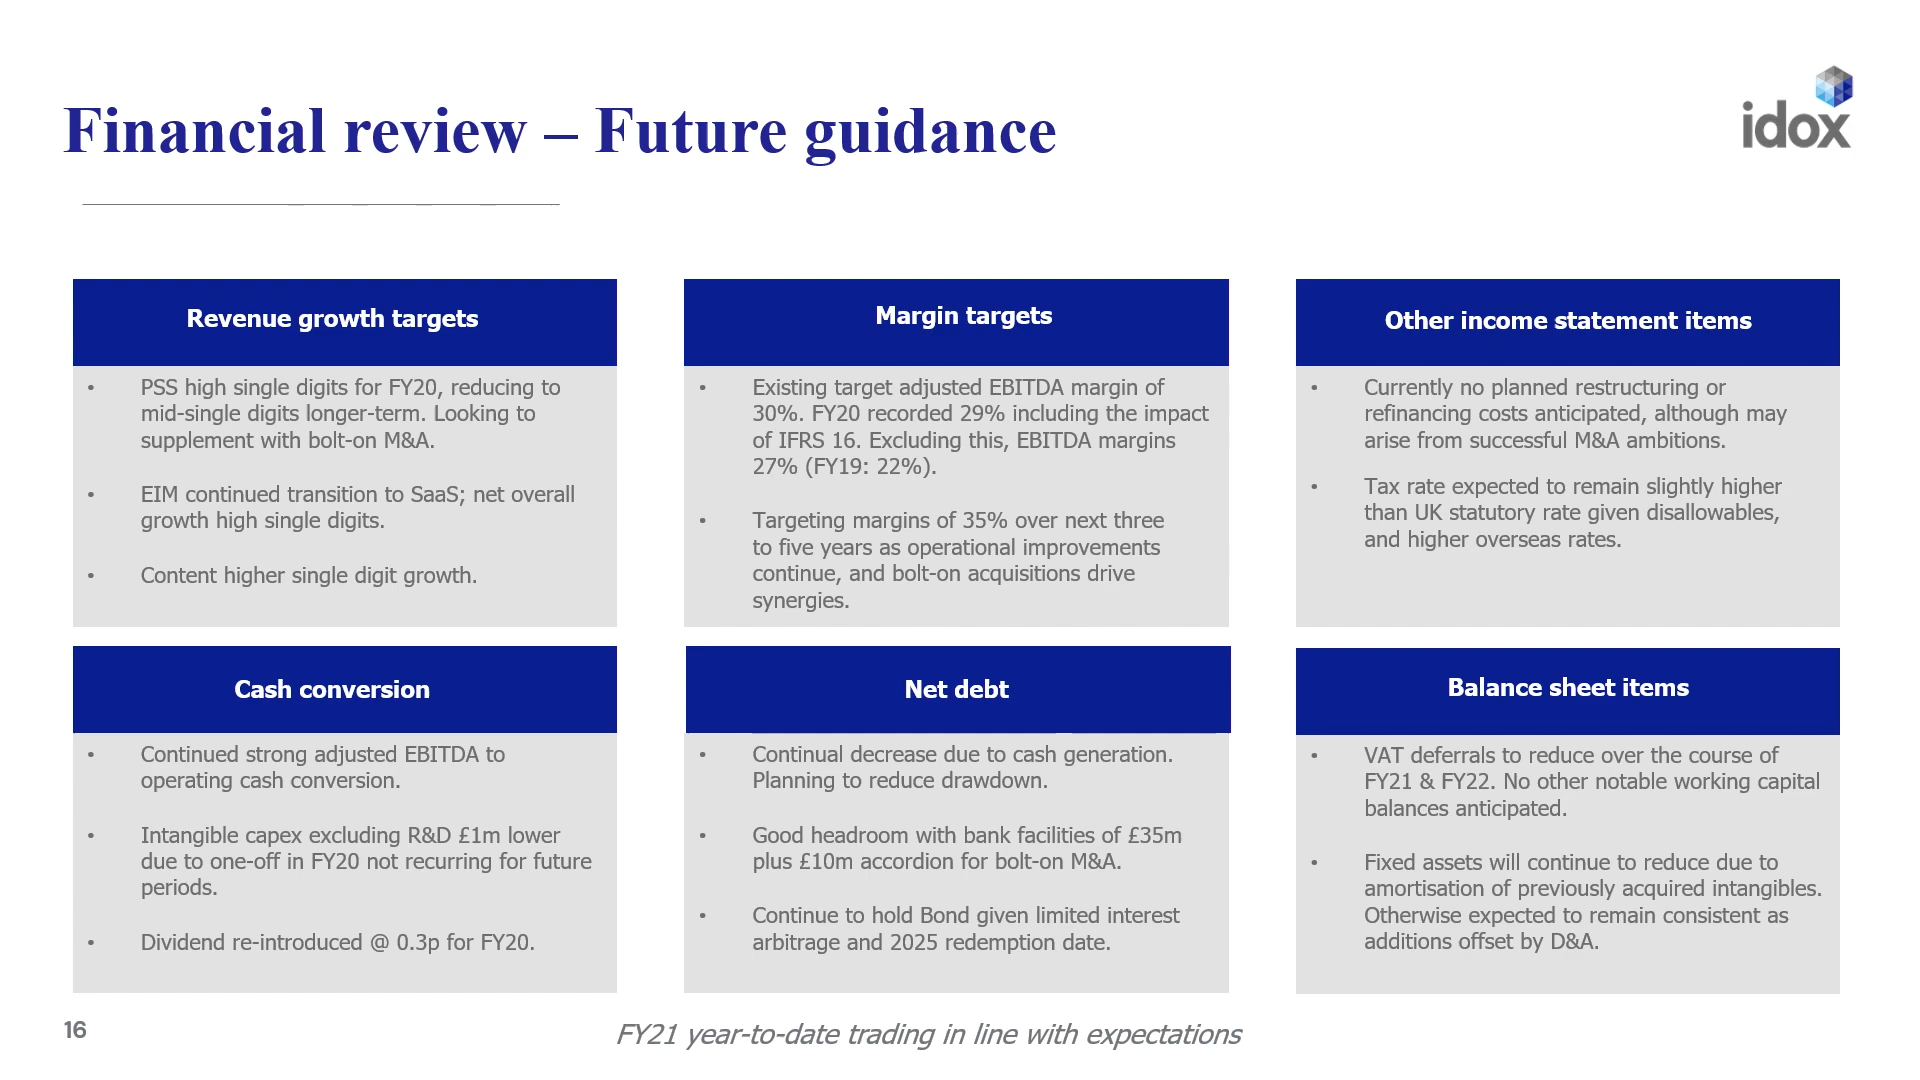 Financial review – Future guidance
idox
Revenue growth targets
• PSS high single digits for FY20, reducing to
mid-single digits longer-term. Looking to
supplement with bolt-on M&A.
• EIM continued transition to SaaS; net overall
growth high single digits.
• Content higher single digit growth.
Margin targets
• Existing target adjusted EBITDA margin of
30%. FY20 recorded 29% including the impact
of IFRS 16. Excluding this, EBITDA margins
27% (FY19: 22%).
• Targeting margins of 35% over next three
to five years as operational improvements
continue, and bolt-on acquisitions drive
synergies.
Other income statement items
• Currently no planned restructuring or
refinancing costs anticipated, although may
arise from successful M&A ambitions.
• Tax rate expected to remain slightly higher
than UK statutory rate given disallowables,
and higher overseas rates.
Cash conversion
• Continued strong adjusted EBITDA to
operating cash conversion.
• Intangible capex excluding R&D £1m lower
due to one-off in FY20 not recurring for future
periods.
• Dividend re-introduced @ 0.3p for FY20.
Net debt
• Continual decrease due to cash generation.
Planning to reduce drawdown.
• Good headroom with bank facilities of £35m
plus £10m accordion for bolt-on M&A.
• Continue to hold Bond given limited interest
arbitrage and 2025 redemption date.
Balance sheet items
• VAT deferrals to reduce over the course of
FY21 & FY22. No other notable working capital
balances anticipated.
• Fixed assets will continue to reduce due to
amortisation of previously acquired intangibles.
Otherwise expected to remain consistent as
additions offset by D&A.
16
FY21 year-to-date trading in line with expectations